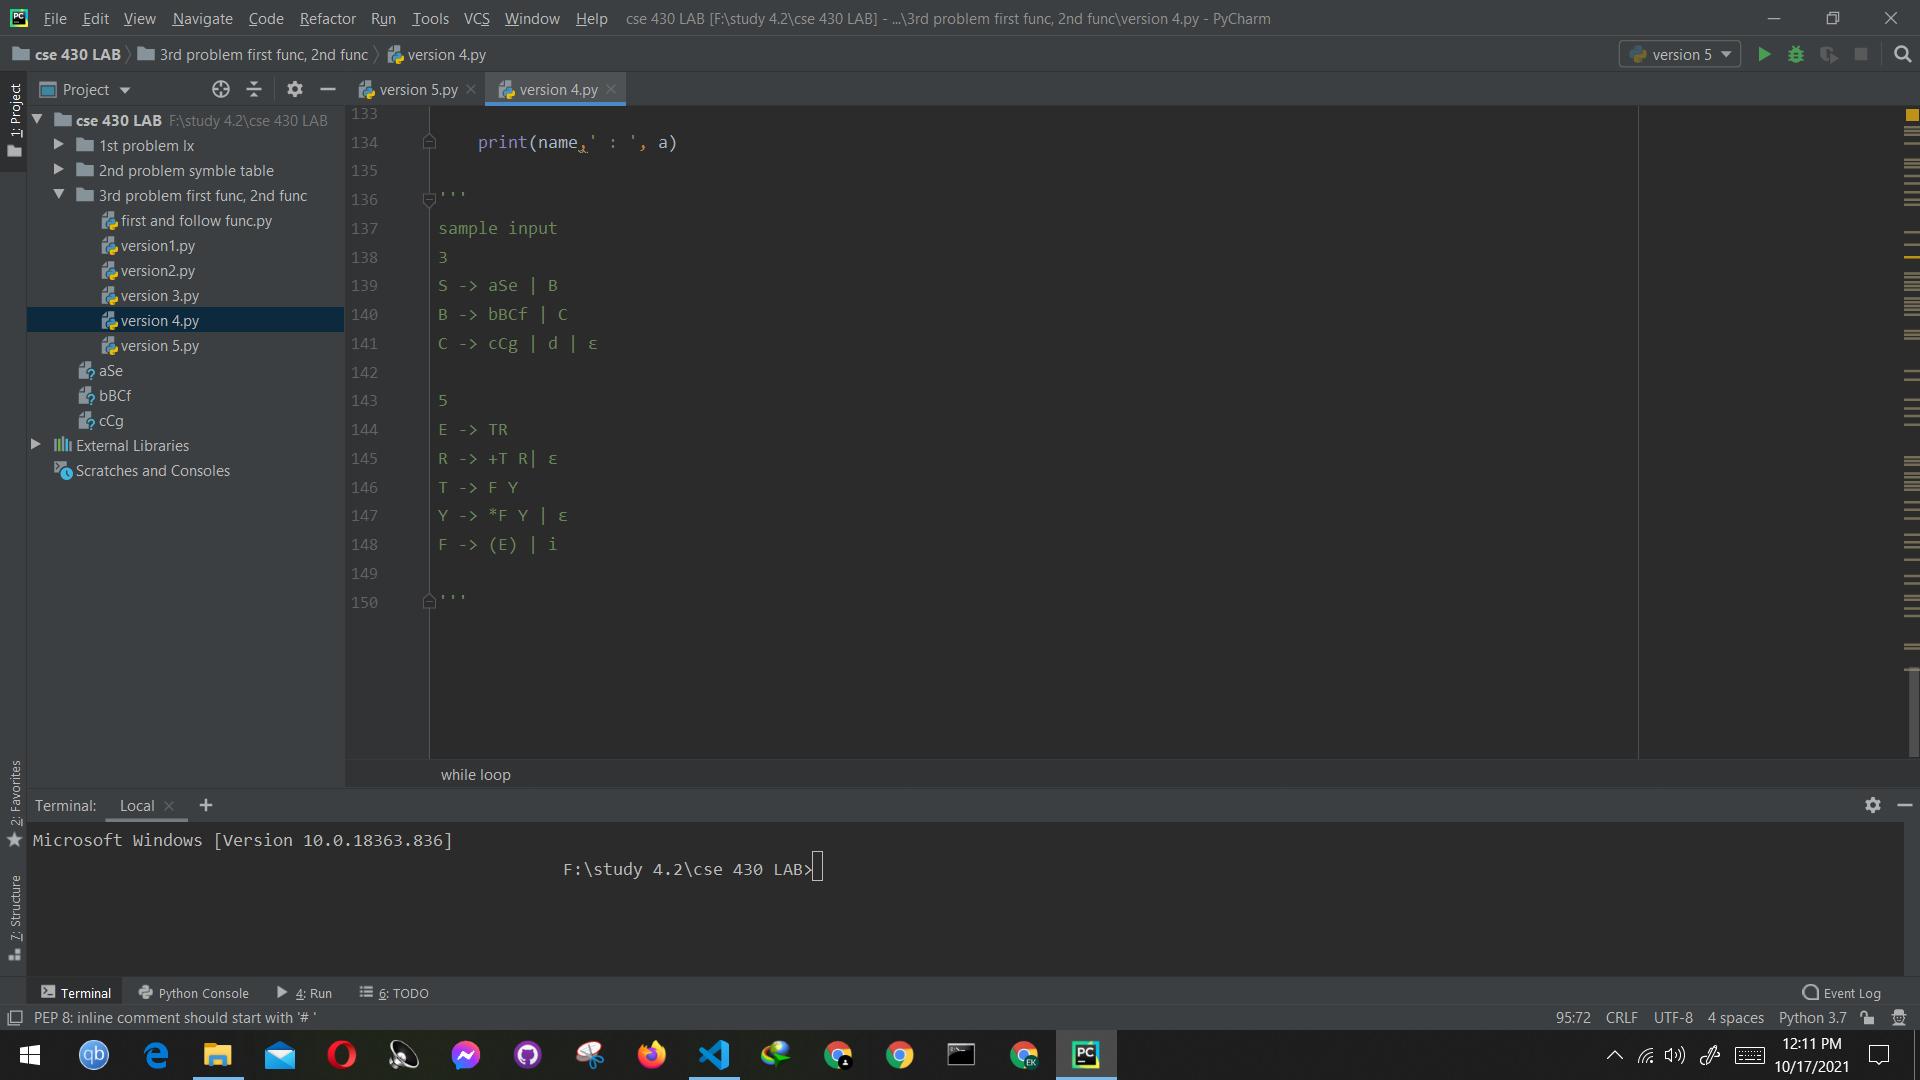 File Edit View Navigate Code Refactor Run Tools VCS Window Help cse 430 LAB [F:\study 4.2\cse 430 LAB] - ...\3rd problem first func, 2nd func\version 4.py - PyCharm
cse 430 LAB 3rd problem first func, 2nd func version 4.py version 5
1: Project
Project version 5.py version 4.py
cse 430 LAB F:\study 4.2\cse 430 LAB
1st problem lx
2nd problem symble table
3rd problem first func, 2nd func
first and follow func.py
version1.py
version2.py
version 3.py
version 4.py
version 5.py
aSe
bBCf
cCg
External Libraries
Scratches and Consoles
133
134 print(name,' : ', a)
135
136 '''
137 sample input
138 3
139 S -> aSe | B
140 B -> bBCf | C
141 C -> cCg | d | ε
142
143 5
144 E -> TR
145 R -> +T R| ε
146 T -> F Y
147 Y -> *F Y | ε
148 F -> (E) | i
149
150 '''
while loop
2: Favorites
7: Structure
Terminal: Local
Microsoft Windows [Version 10.0.18363.836]
F:\study 4.2\cse 430 LAB>
Terminal Python Console 4: Run 6: TODO Event Log
PEP 8: inline comment should start with '# ' 95:72 CRLF UTF-8 4 spaces Python 3.7
qb EK PC
12:11 PM
10/17/2021